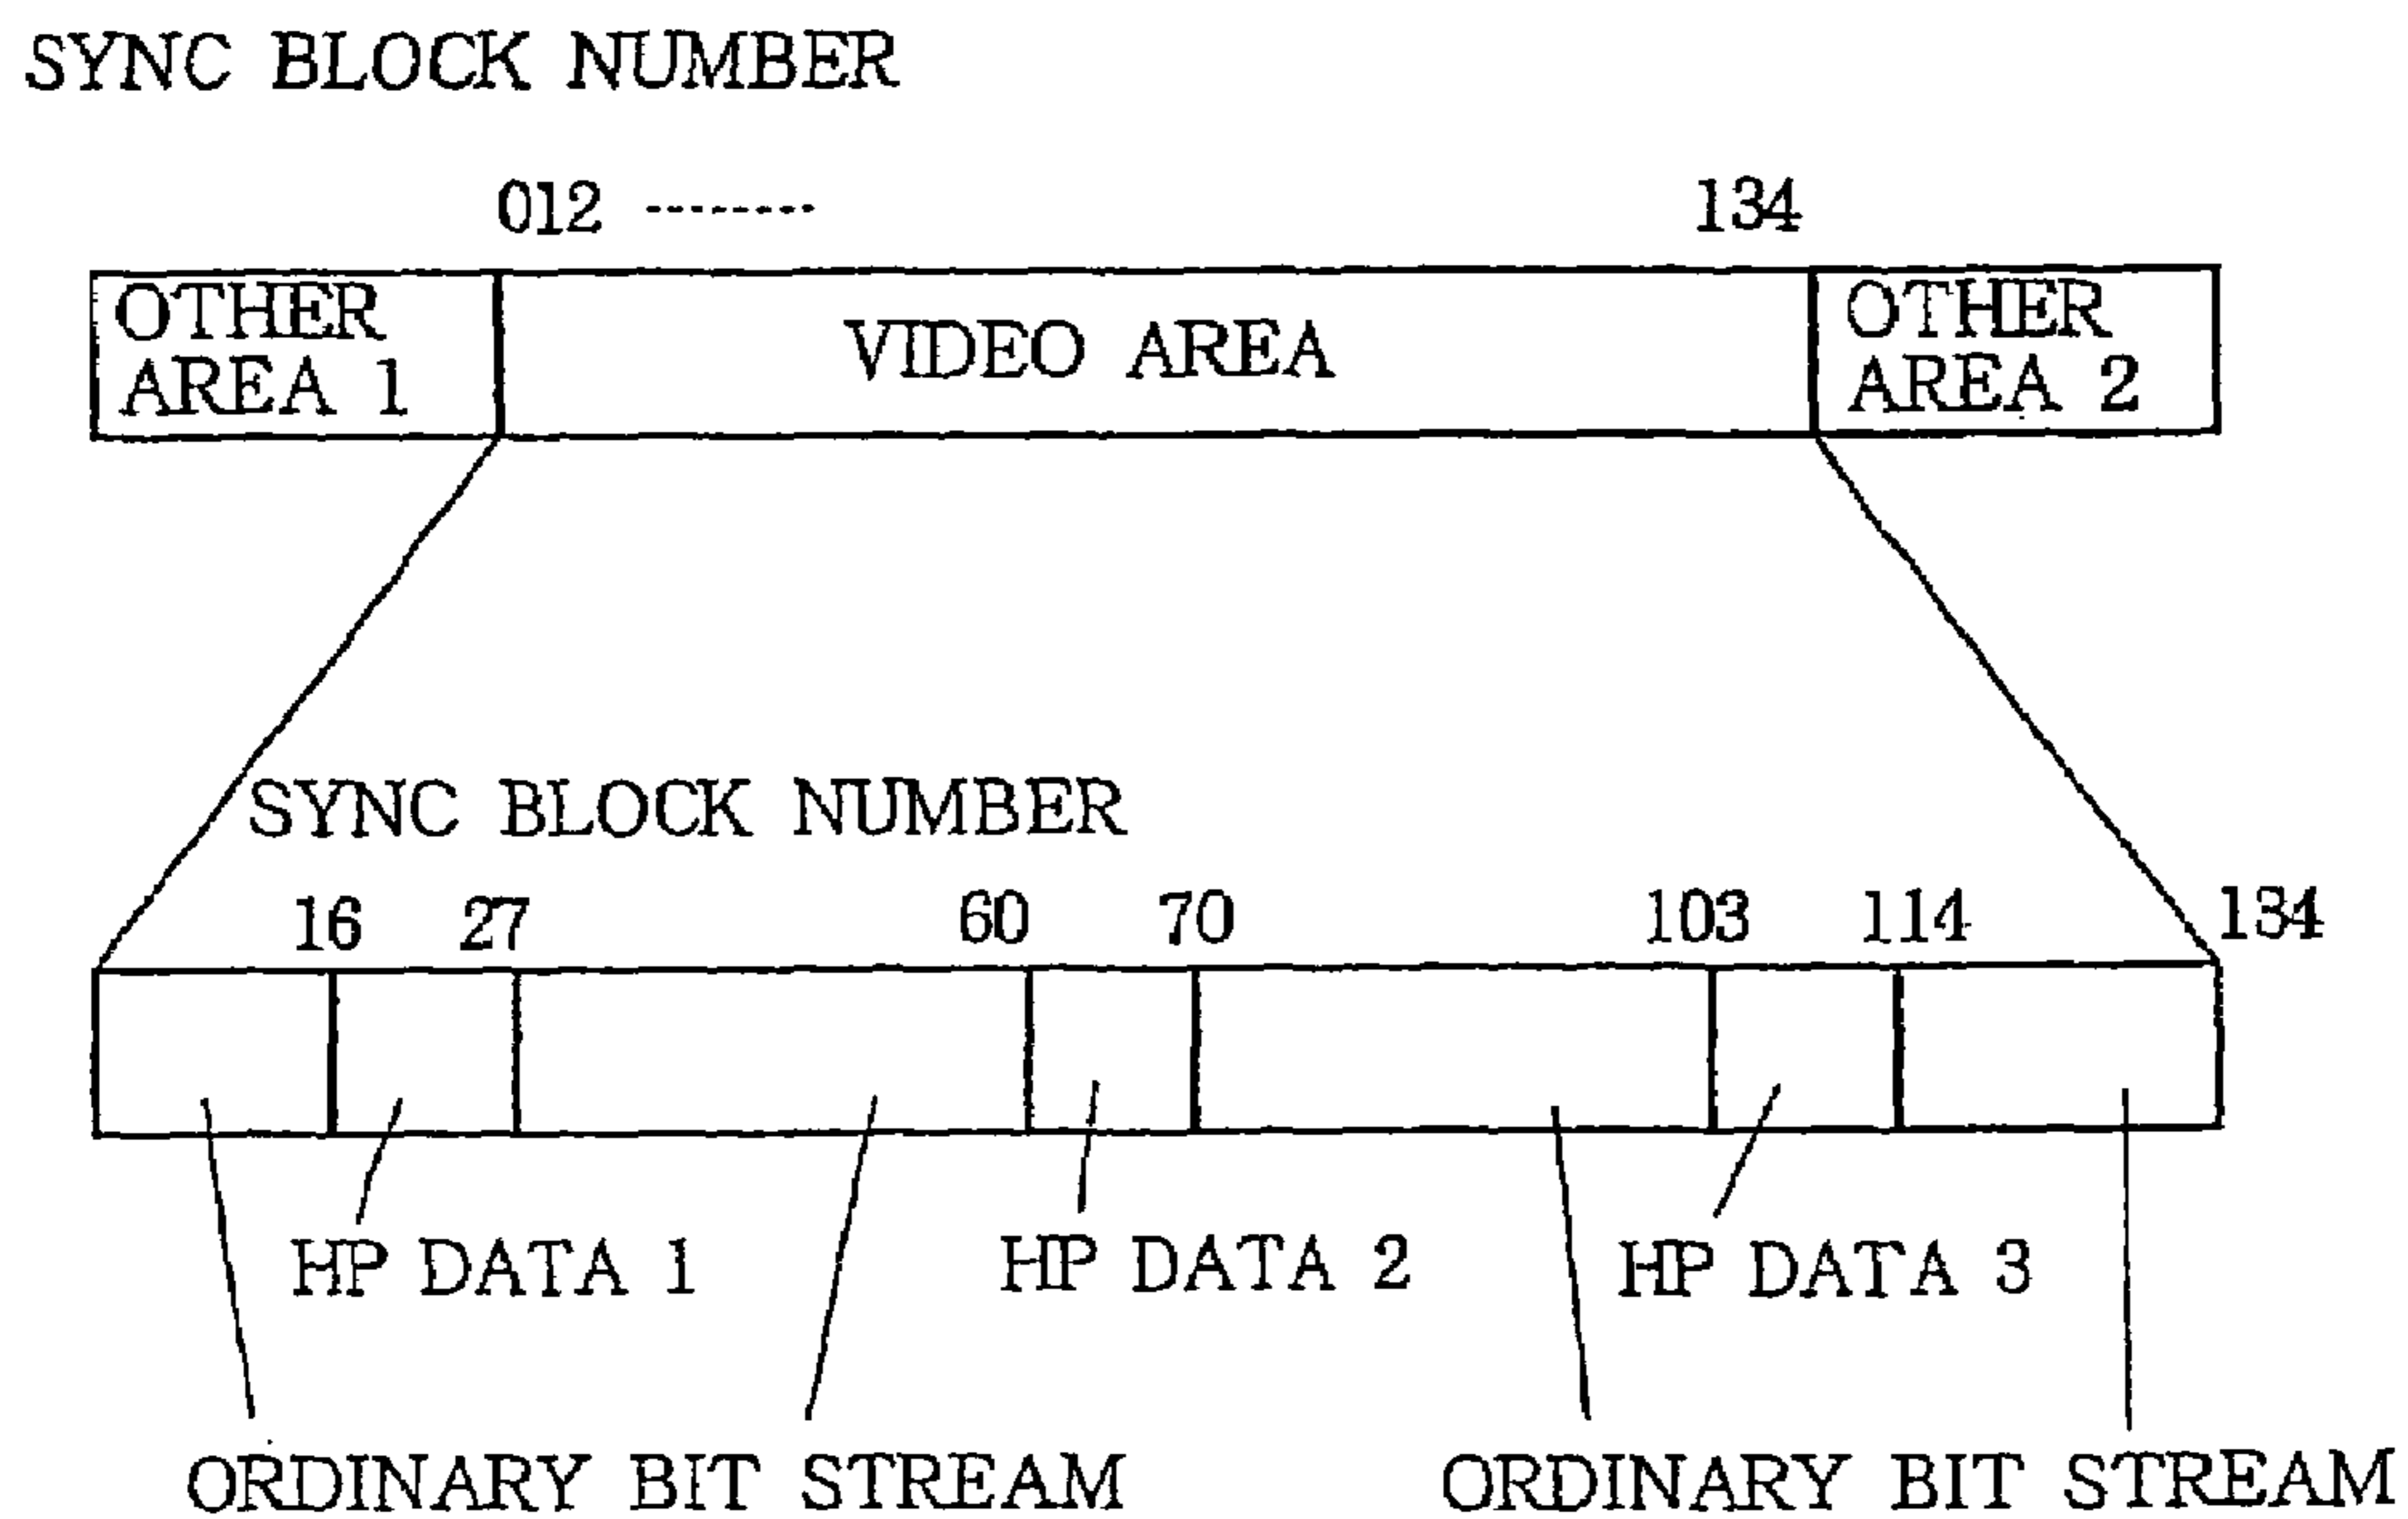 SYNC BLOCK NUMBER
012 -------- 134
OTHER AREA 1
VIDEO AREA
OTHER AREA 2
SYNC BLOCK NUMBER
16 27 60 70 103 114 134
HP DATA 1 HP DATA 2 HP DATA 3
ORDINARY BIT STREAM ORDINARY BIT STREAM